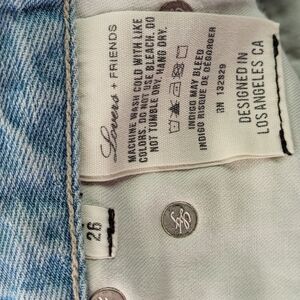 Lovers + FRIENDS
MACHINE WASH COLD WITH LIKE
COLORS. DO NOT USE BLEACH. DO
NOT TUMBLE DRY. HANG DRY.
INDIGO MAY BLEED
INDIGO RISQUE DE DÉGORGER
RN 132829
DESIGNED IN
LOS ANGELES CA
26